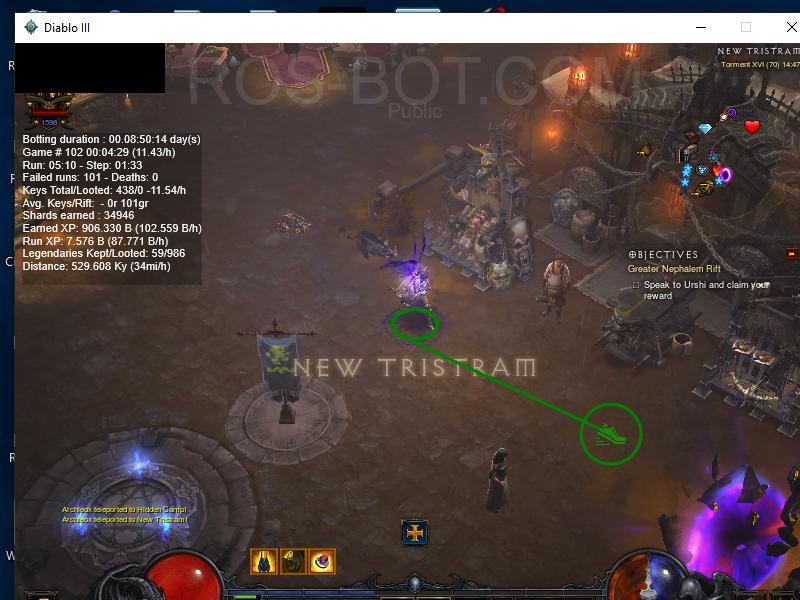 Diablo III
NEW TRISTRAM
Torment XVI (70) 14:47
ROS-BOT.COM
Public
1596
Botting duration : 00.08:50:14 day(s)
Game # 102 00:04:29 (11.43/h)
Run: 05:10 - Step: 01:33
Failed runs: 101 - Deaths: 0
Keys Total/Looted: 438/0 -11.54/h
Avg. Keys/Rift:  - 0r 101gr
Shards earned : 34946
Earned XP: 906.330 B (102.559 B/h)
Run XP: 7.576 B (87.771 B/h)
Legendaries Kept/Looted: 59/986
Distance: 529.608 Ky (34mi/h)
OBJECTIVES
Greater Nephalem Rift
Speak to Urshi and claim your
reward
NEW TRISTRAM
Archeox teleported to Hidden Camp!
Archeox teleported to New Tristram!